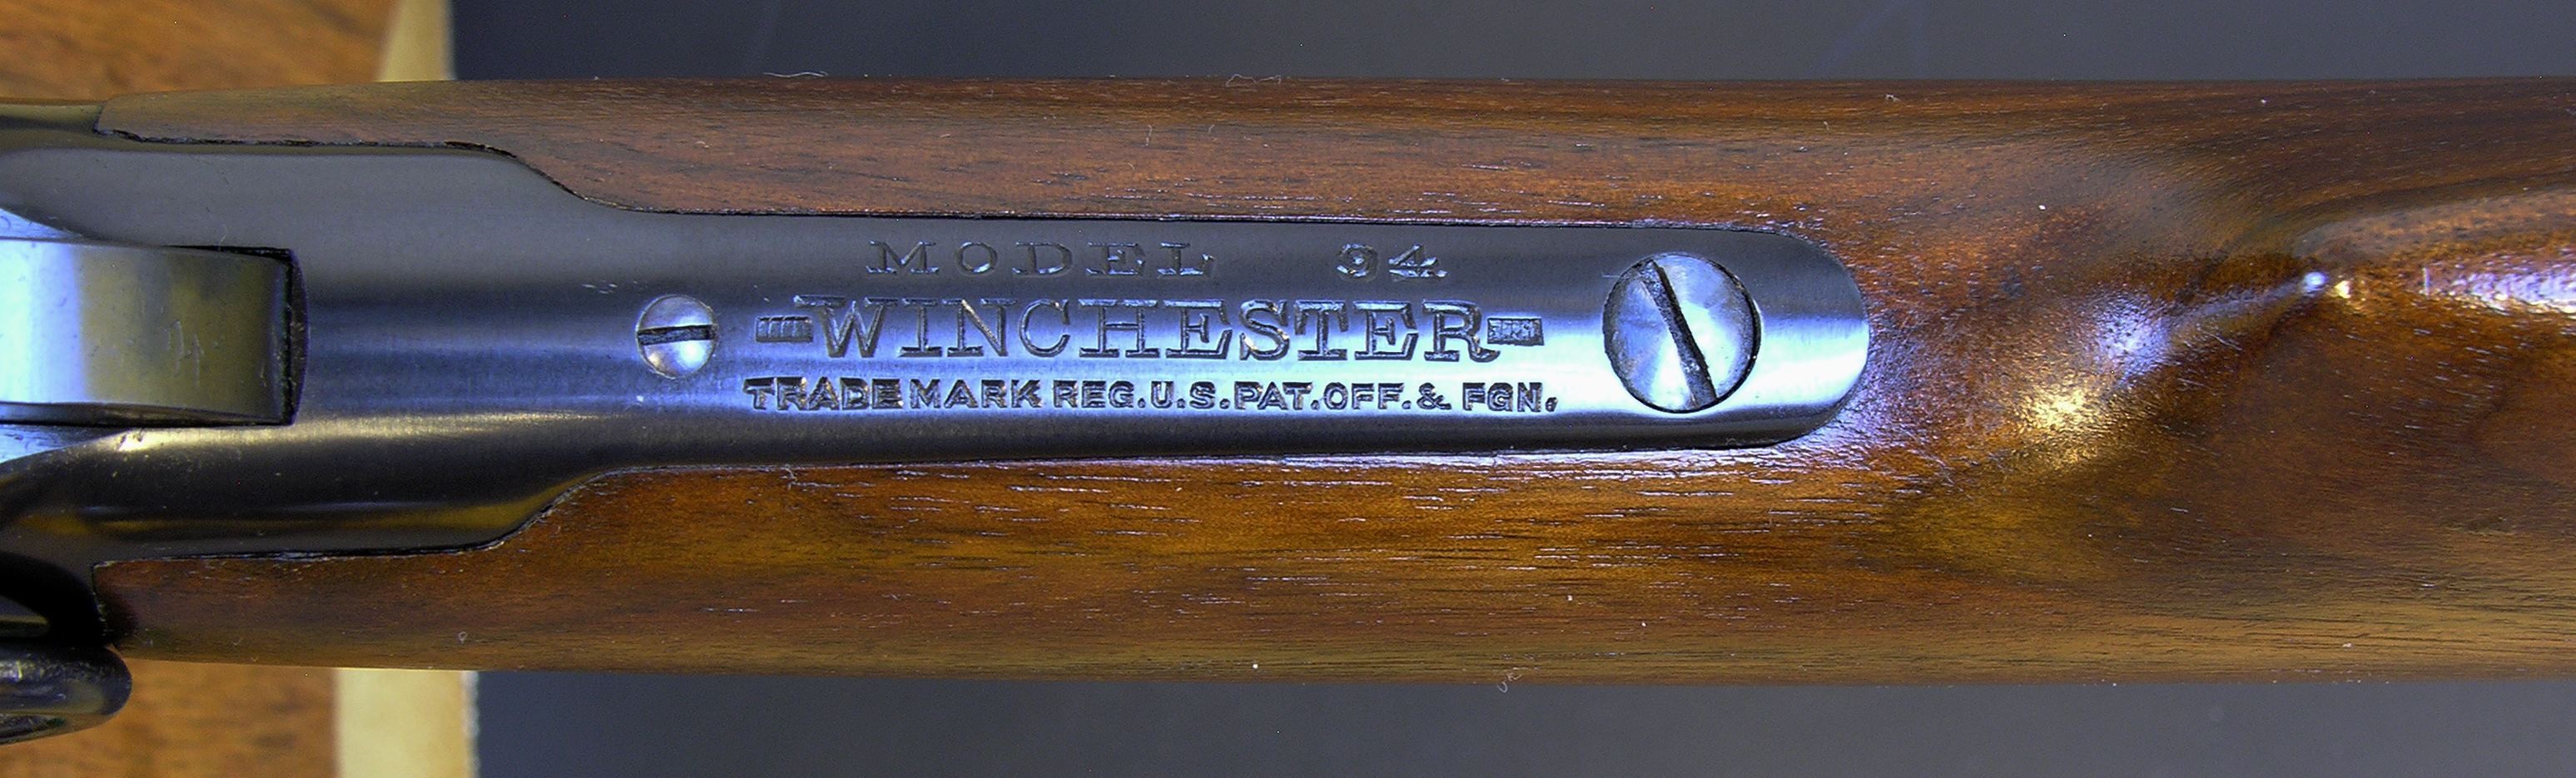 MODEL 94.
WINCHESTER
TRADE MARK REG. U.S. PAT. OFF. & FGN.